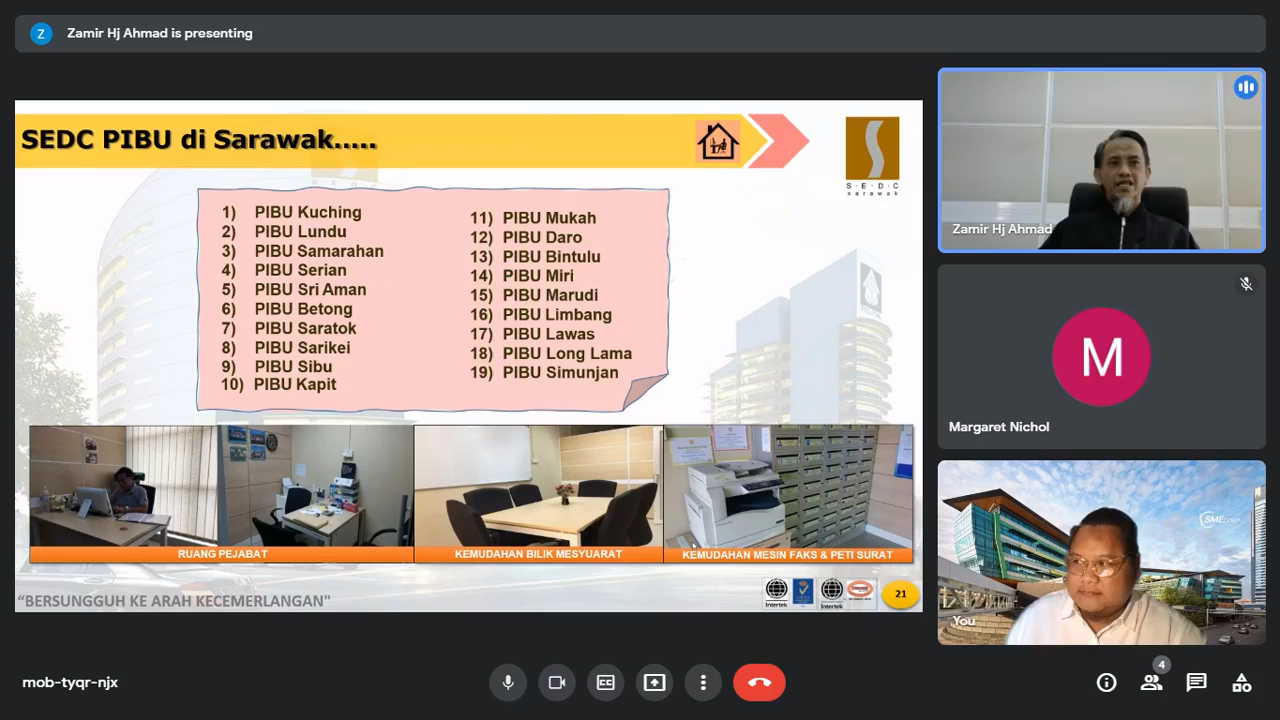 Z
Zamir Hj Ahmad is presenting
SEDC PIBU di Sarawak.....
S·E·D·C
sarawak
1) PIBU Kuching
2) PIBU Lundu
3) PIBU Samarahan
4) PIBU Serian
5) PIBU Sri Aman
6) PIBU Betong
7) PIBU Saratok
8) PIBU Sarikei
9) PIBU Sibu
10) PIBU Kapit
11) PIBU Mukah
12) PIBU Daro
13) PIBU Bintulu
14) PIBU Miri
15) PIBU Marudi
16) PIBU Limbang
17) PIBU Lawas
18) PIBU Long Lama
19) PIBU Simunjan
RUANG PEJABAT
KEMUDAHAN BILIK MESYUARAT
KEMUDAHAN MESIN FAKS & PETI SURAT
“BERSUNGGUH KE ARAH KECEMERLANGAN"
Intertek
Intertek
21
Zamir Hj Ahmad
M
Margaret Nichol
SMEcorp
You
mob-tyqr-njx
CC
4